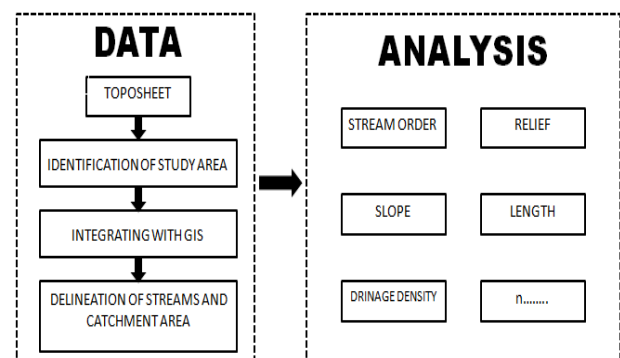 DATA
TOPOSHEET
IDENTIFICATION OF STUDY AREA
INTEGRATING WITH GIS
DELINEATION OF STREAMS AND
CATCHMENT AREA
ANALYSIS
STREAM ORDER
RELIEF
SLOPE
LENGTH
DRINAGE DENSITY
n........